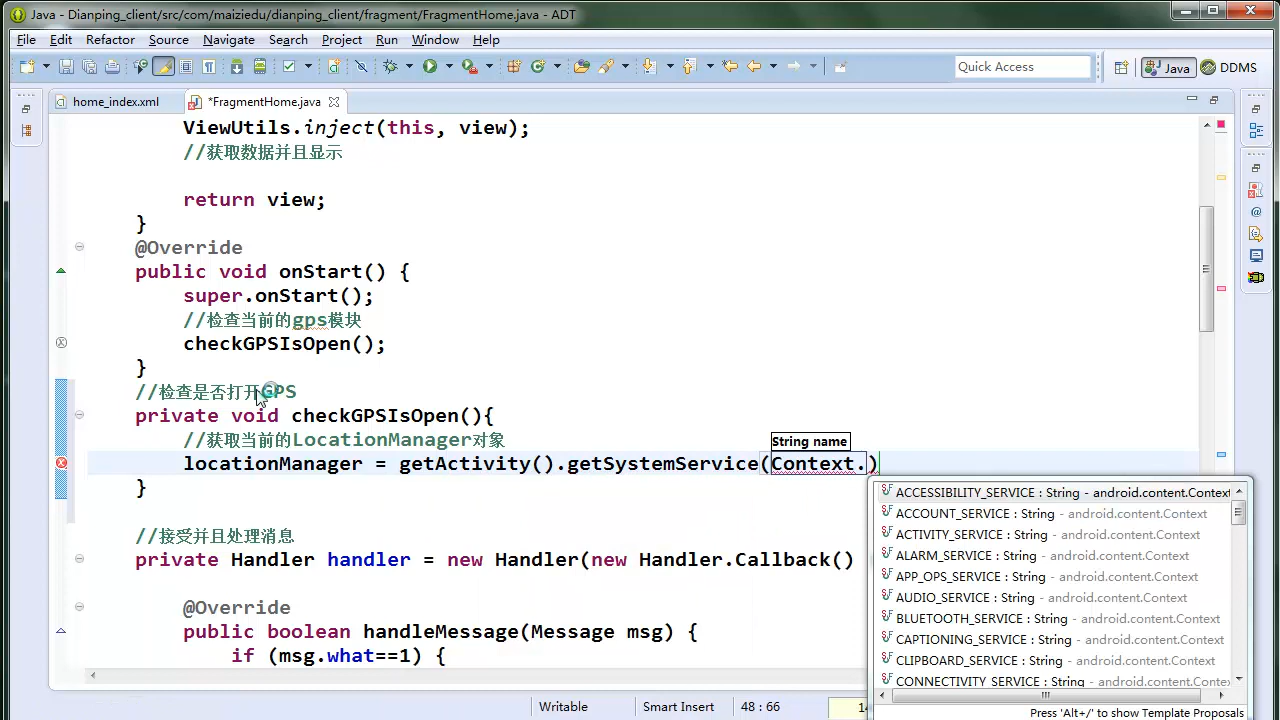 Java - Dianping_client/src/com/maiziedu/dianping_client/fragment/FragmentHome.java - ADT
File Edit Refactor Source Navigate Search Project Run Window Help
Quick Access
Java
DDMS
home_index.xml
*FragmentHome.java
ViewUtils.inject(this, view);
//获取数据并且显示
return view;
}
@Override
public void onStart() {
super.onStart();
//检查当前的gps模块
checkGPSIsOpen();
}
//检查是否打开GPS
private void checkGPSIsOpen(){
//获取当前的LocationManager对象
String name
locationManager = getActivity().getSystemService(Context.)
}
//接受并且处理消息
private Handler handler = new Handler(new Handler.Callback()
@Override
public boolean handleMessage(Message msg) {
if (msg.what==1) {
ACCESSIBILITY_SERVICE : String - android.content.Context
ACCOUNT_SERVICE : String - android.content.Context
ACTIVITY_SERVICE : String - android.content.Context
ALARM_SERVICE : String - android.content.Context
APP_OPS_SERVICE : String - android.content.Context
AUDIO_SERVICE : String - android.content.Context
BLUETOOTH_SERVICE : String - android.content.Context
CAPTIONING_SERVICE : String - android.content.Context
CLIPBOARD_SERVICE : String - android.content.Context
CONNECTIVITY_SERVICE : String - android.content.Conte
Press 'Alt+/' to show Template Proposals
Writable
Smart Insert
48 : 66